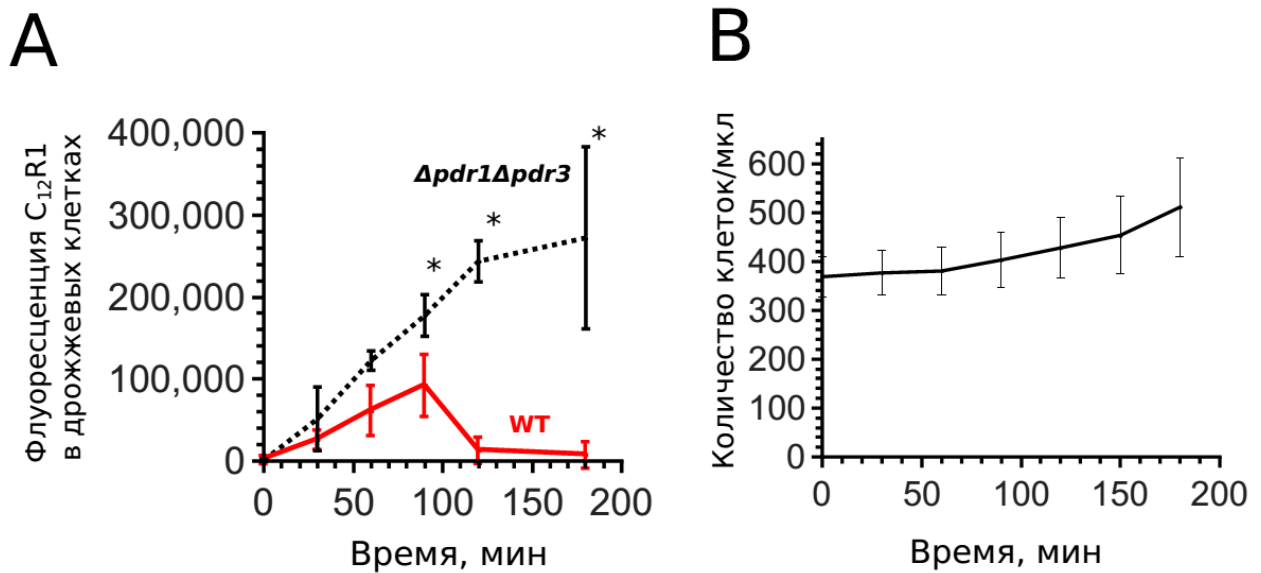 A
B
Флуоресценция C₁₂R1
в дрожжевых клетках
400,000
300,000
200,000
100,000
0
*
Δpdr1Δpdr3
*
*
WT
0 50 100 150 200
Время, мин
Количество клеток/мкл
600
500
400
300
200
100
0
0 50 100 150 200
Время, мин